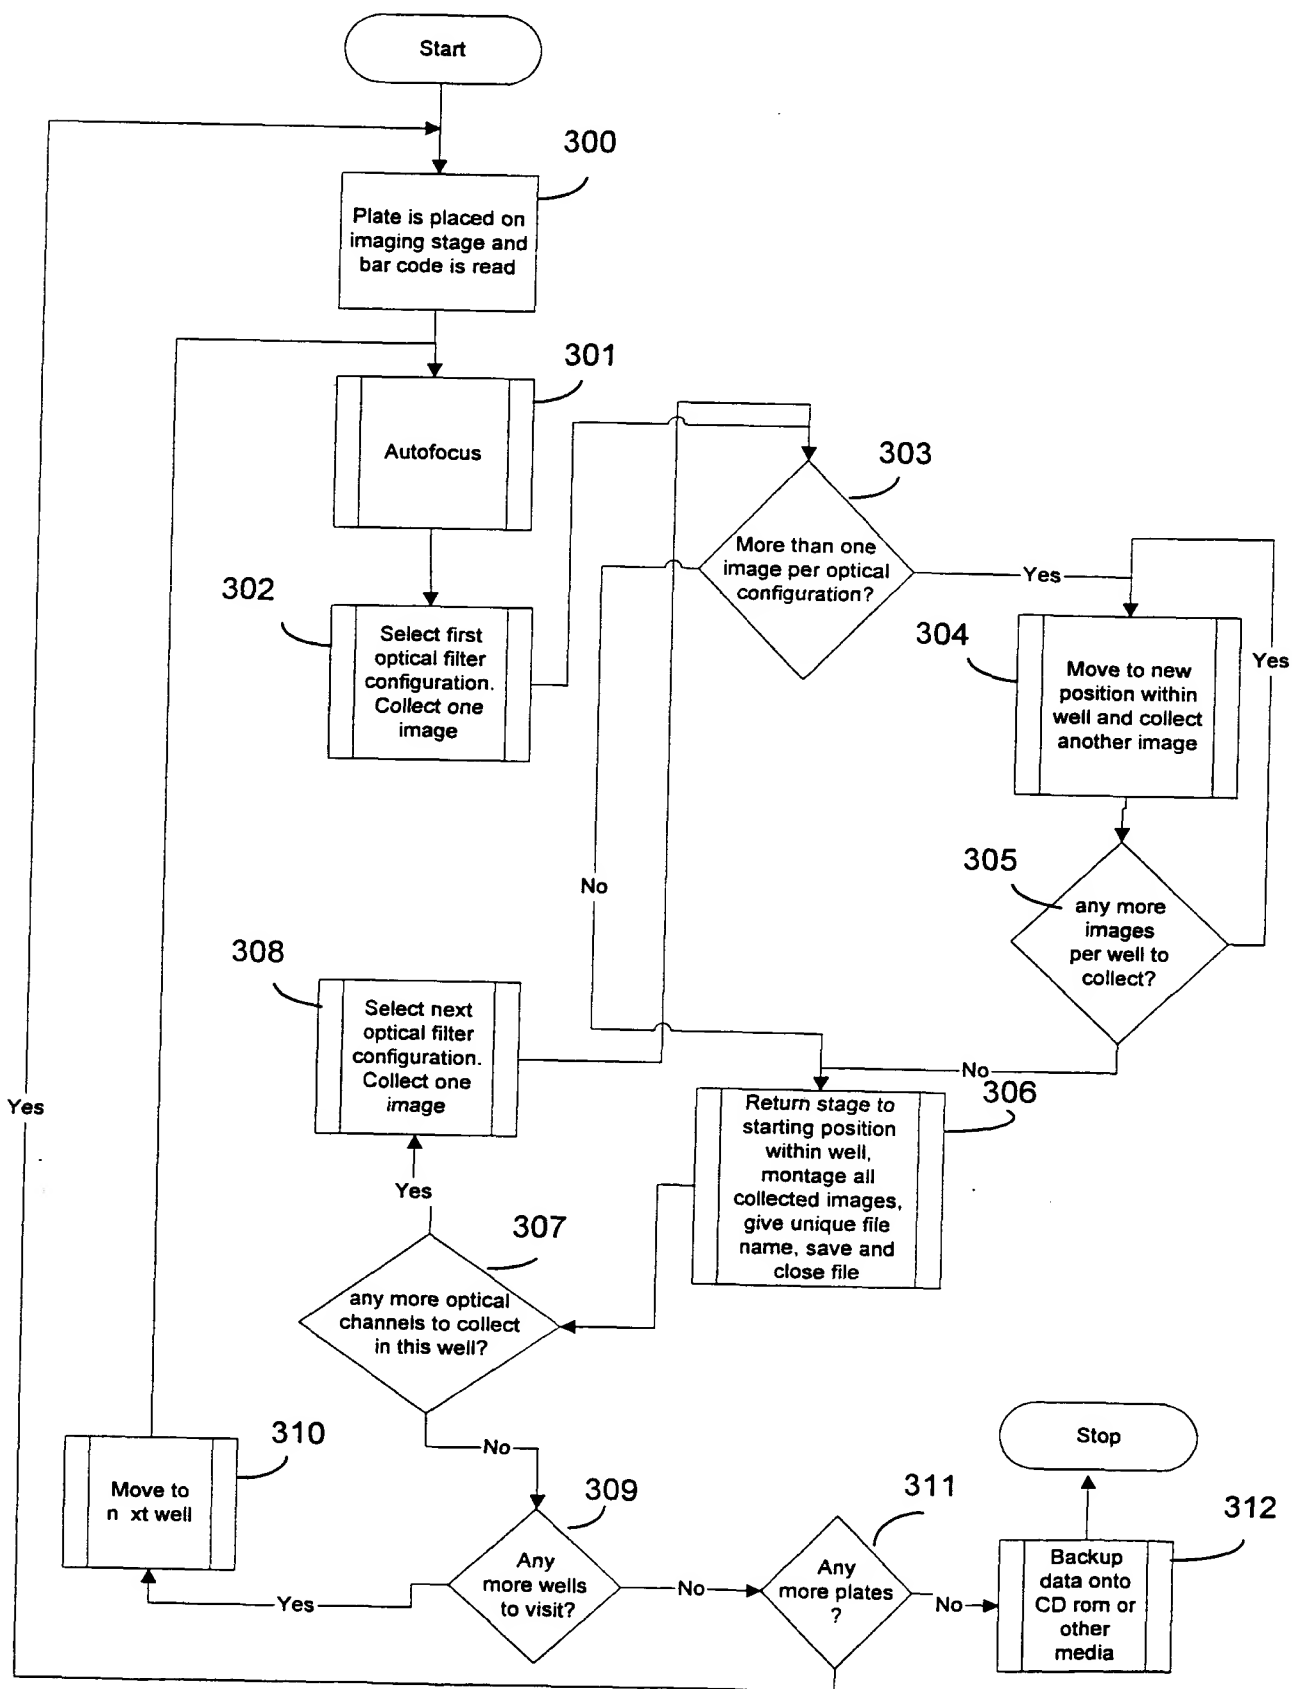 Start
300
Plate is placed on
imaging stage and
bar code is read
301
Autofocus
303
More than one
image per optical
configuration?
Yes
302
Select first
optical filter
configuration.
Collect one
image
304
Move to new
position within
well and collect
another image
Yes
305
any more
images
per well to
collect?
No
No
308
Select next
optical filter
configuration.
Collect one
image
306
Return stage to
starting position
within well,
montage all
collected images,
give unique file
name, save and
close file
Yes
Yes
307
any more optical
channels to collect
in this well?
No
310
Move to
n xt well
309
Any
more wells
to visit?
Yes
No
311
Any
more plates
?
No
Stop
312
Backup
data onto
CD rom or
other
media